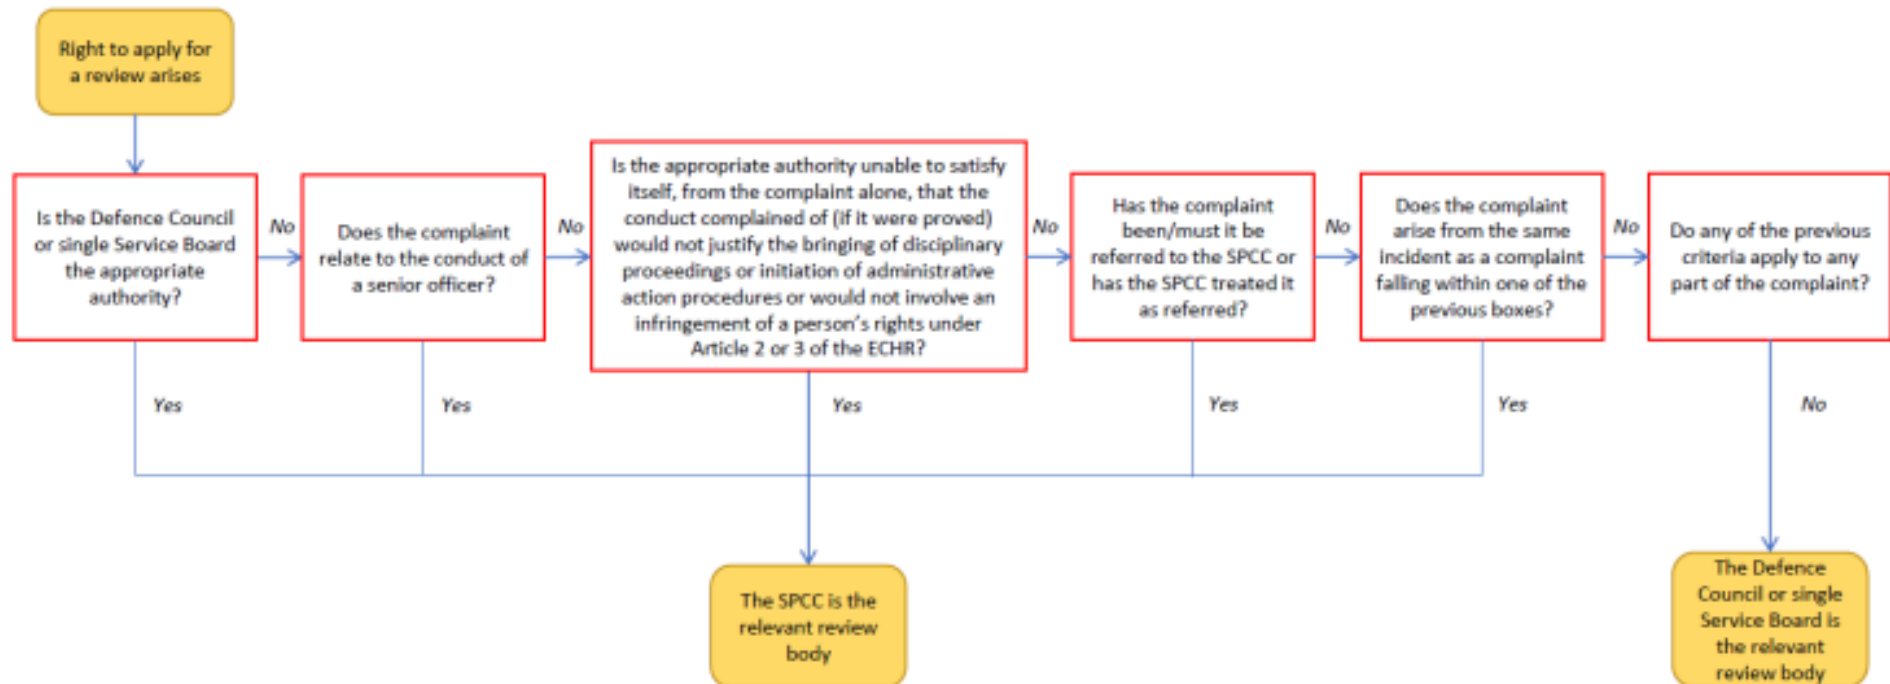 Right to apply for
a review arises
Is the Defence Council
or single Service Board
the appropriate
authority?
No
Does the complaint
relate to the conduct of
a senior officer?
No
Is the appropriate authority unable to satisfy
itself, from the complaint alone, that the
conduct complained of (if it were proved)
would not justify the bringing of disciplinary
proceedings or initiation of administrative
action procedures or would not involve an
infringement of a person's rights under
Article 2 or 3 of the ECHR?
No
Has the complaint
been/must it be
referred to the SPCC or
has the SPCC treated it
as referred?
No
Does the complaint
arise from the same
incident as a complaint
falling within one of the
previous boxes?
No
Do any of the previous
criteria apply to any
part of the complaint?
Yes
Yes
Yes
Yes
Yes
No
The SPCC is the
relevant review
body
The Defence
Council or single
Service Board is
the relevant
review body